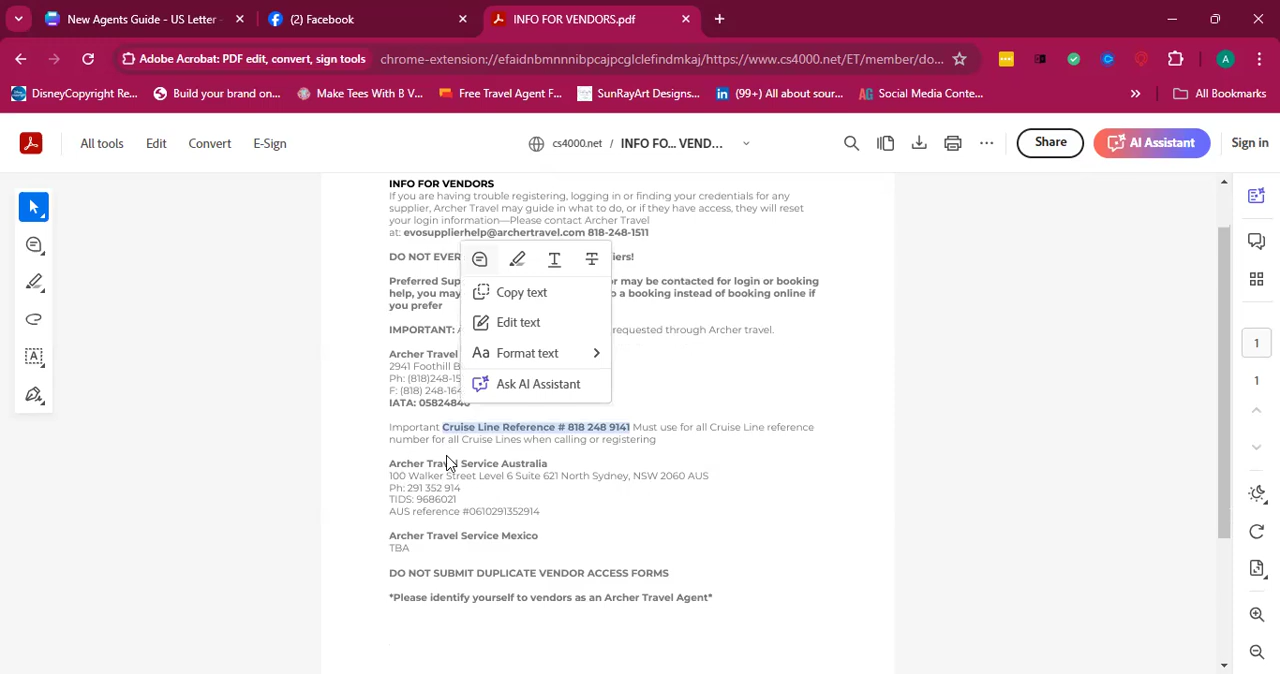 New Agents Guide - US Letter
(2) Facebook
INFO FOR VENDORS.pdf
Adobe Acrobat: PDF edit, convert, sign tools
chrome-extension://efaidnbmnnnibpcajpcglclefindmkaj/https://www.cs4000.net/ET/member/do...
A
DisneyCopyright Re...
Build your brand on...
Make Tees With B V...
Free Travel Agent F...
SunRayArt Designs...
(99+) All about sour...
AG Social Media Conte...
All Bookmarks
All tools
Edit
Convert
E-Sign
cs4000.net / INFO FO... VEND...
Share
AI Assistant
Sign in
INFO FOR VENDORS
If you are having trouble registering, logging in or finding your credentials for any
supplier, Archer Travel may guide in what to do, or if they have access, they will reset
your login information—Please contact Archer Travel
at: evosupplierhelp@archertravel.com 818-248-1511
DO NOT EVER
iers!
Preferred Sup
or may be contacted for login or booking
help, you may
o a booking instead of booking online if
you prefer
IMPORTANT: A
requested through Archer travel.
Archer Travel
2941 Foothill B
Ph: (818)248-15
F: (818) 248-164
IATA: 05824840
Copy text
Edit text
Aa Format text
Ask AI Assistant
Important Cruise Line Reference # 818 248 9141 Must use for all Cruise Line reference
number for all Cruise Lines when calling or registering
Archer Travel Service Australia
100 Walker Street Level 6 Suite 621 North Sydney, NSW 2060 AUS
Ph: 291 352 914
TIDS: 9686021
AUS reference #0610291352914
Archer Travel Service Mexico
TBA
DO NOT SUBMIT DUPLICATE VENDOR ACCESS FORMS
*Please identify yourself to vendors as an Archer Travel Agent*
1
1